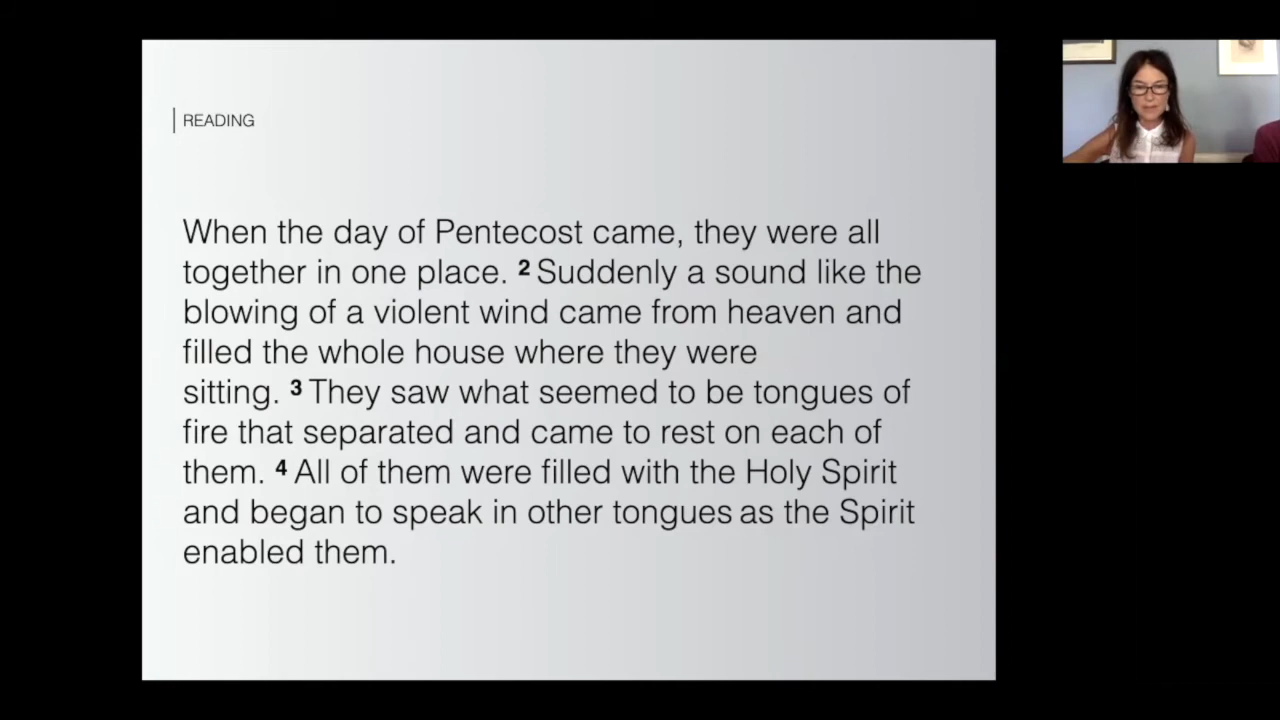 READING
When the day of Pentecost came, they were all
together in one place. 2 Suddenly a sound like the
blowing of a violent wind came from heaven and
filled the whole house where they were
sitting. 3 They saw what seemed to be tongues of
fire that separated and came to rest on each of
them. 4 All of them were filled with the Holy Spirit
and began to speak in other tongues as the Spirit
enabled them.